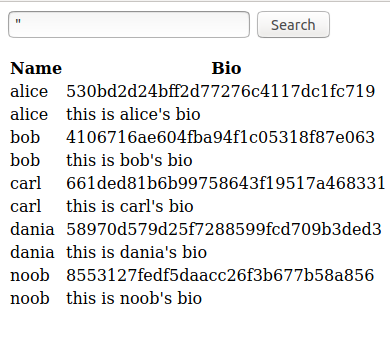 " Search
Name Bio
alice 530bd2d24bff2d77276c4117dc1fc719
alice this is alice's bio
bob 4106716ae604fba94f1c05318f87e063
bob this is bob's bio
carl 661ded81b6b99758643f19517a468331
carl this is carl's bio
dania 58970d579d25f7288599fcd709b3ded3
dania this is dania's bio
noob 8553127fedf5daacc26f3b677b58a856
noob this is noob's bio